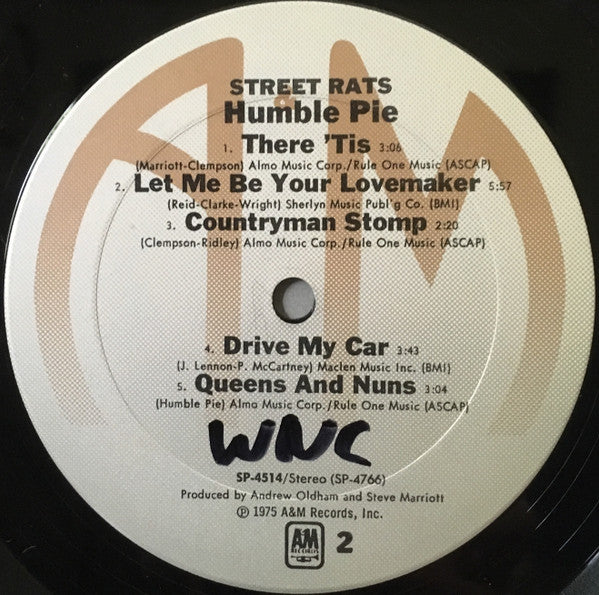 STREET RATS
Humble Pie
1. There 'Tis 3:06
(Marriott-Clempson) Almo Music Corp./Rule One Music (ASCAP)
2. Let Me Be Your Lovemaker 5:57
(Reid-Clarke-Wright) Sherlyn Music Publ'g Co. (BMI)
3. Countryman Stomp 2:20
(Clempson-Ridley) Almo Music Corp./Rule One Music (ASCAP)
4. Drive My Car 3:43
(J. Lennon-P. McCartney) Maclen Music Inc. (BMI)
5. Queens And Nuns 3:04
(Humble Pie) Almo Music Corp./Rule One Music (ASCAP)
WNC
SP-4514/Stereo (SP-4766)
Produced by Andrew Oldham and Steve Marriott
℗ 1975 A&M Records, Inc.
A&M
RECORDS
2